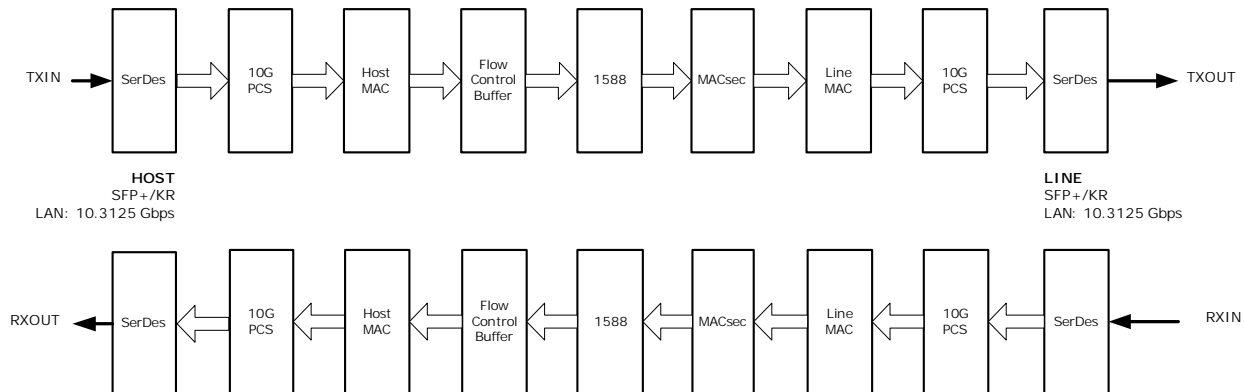 TXIN
SerDes
10G
PCS
Host
MAC
Flow
Control
Buffer
1588
MACsec
Line
MAC
10G
PCS
SerDes
TXOUT
HOST
SFP+/KR
LAN: 10.3125 Gbps
LINE
SFP+/KR
LAN: 10.3125 Gbps
RXOUT
SerDes
10G
PCS
Host
MAC
Flow
Control
Buffer
1588
MACsec
Line
MAC
10G
PCS
SerDes
RXIN